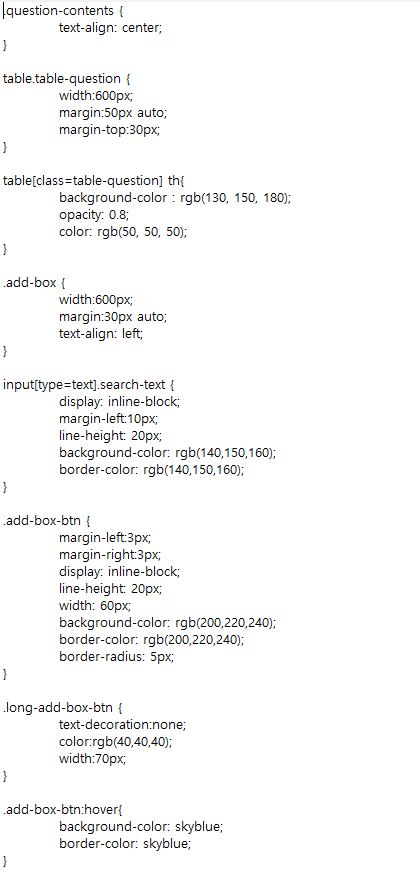 .question-contents {
text-align: center;
}
table.table-question {
width:600px;
margin:50px auto;
margin-top:30px;
}
table[class=table-question] th{
background-color : rgb(130, 150, 180);
opacity: 0.8;
color: rgb(50, 50, 50);
}
.add-box {
width:600px;
margin:30px auto;
text-align: left;
}
input[type=text].search-text {
display: inline-block;
margin-left:10px;
line-height: 20px;
background-color: rgb(140,150,160);
border-color: rgb(140,150,160);
}
.add-box-btn {
margin-left:3px;
margin-right:3px;
display: inline-block;
line-height: 20px;
width: 60px;
background-color: rgb(200,220,240);
border-color: rgb(200,220,240);
border-radius: 5px;
}
.long-add-box-btn {
text-decoration:none;
color:rgb(40,40,40);
width:70px;
}
.add-box-btn:hover{
background-color: skyblue;
border-color: skyblue;
}